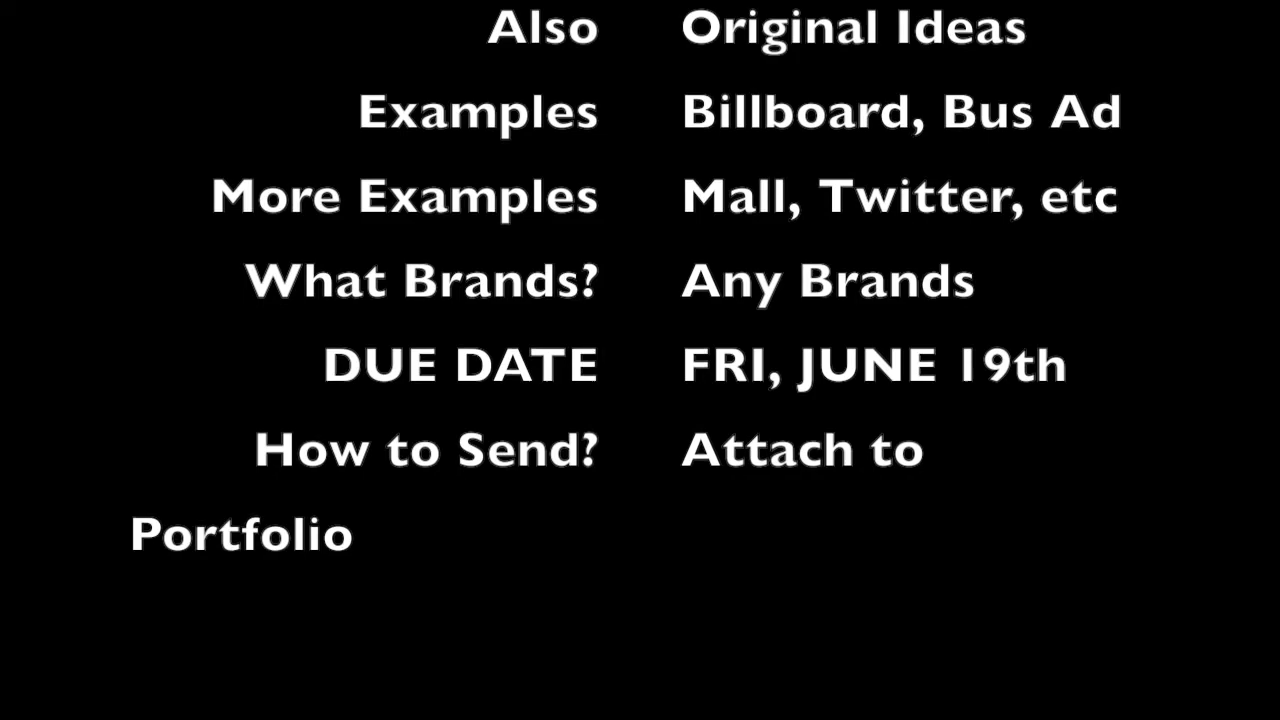 Also Original Ideas
Examples Billboard, Bus Ad
More Examples Mall, Twitter, etc
What Brands? Any Brands
DUE DATE FRI, JUNE 19th
How to Send? Attach to
Portfolio